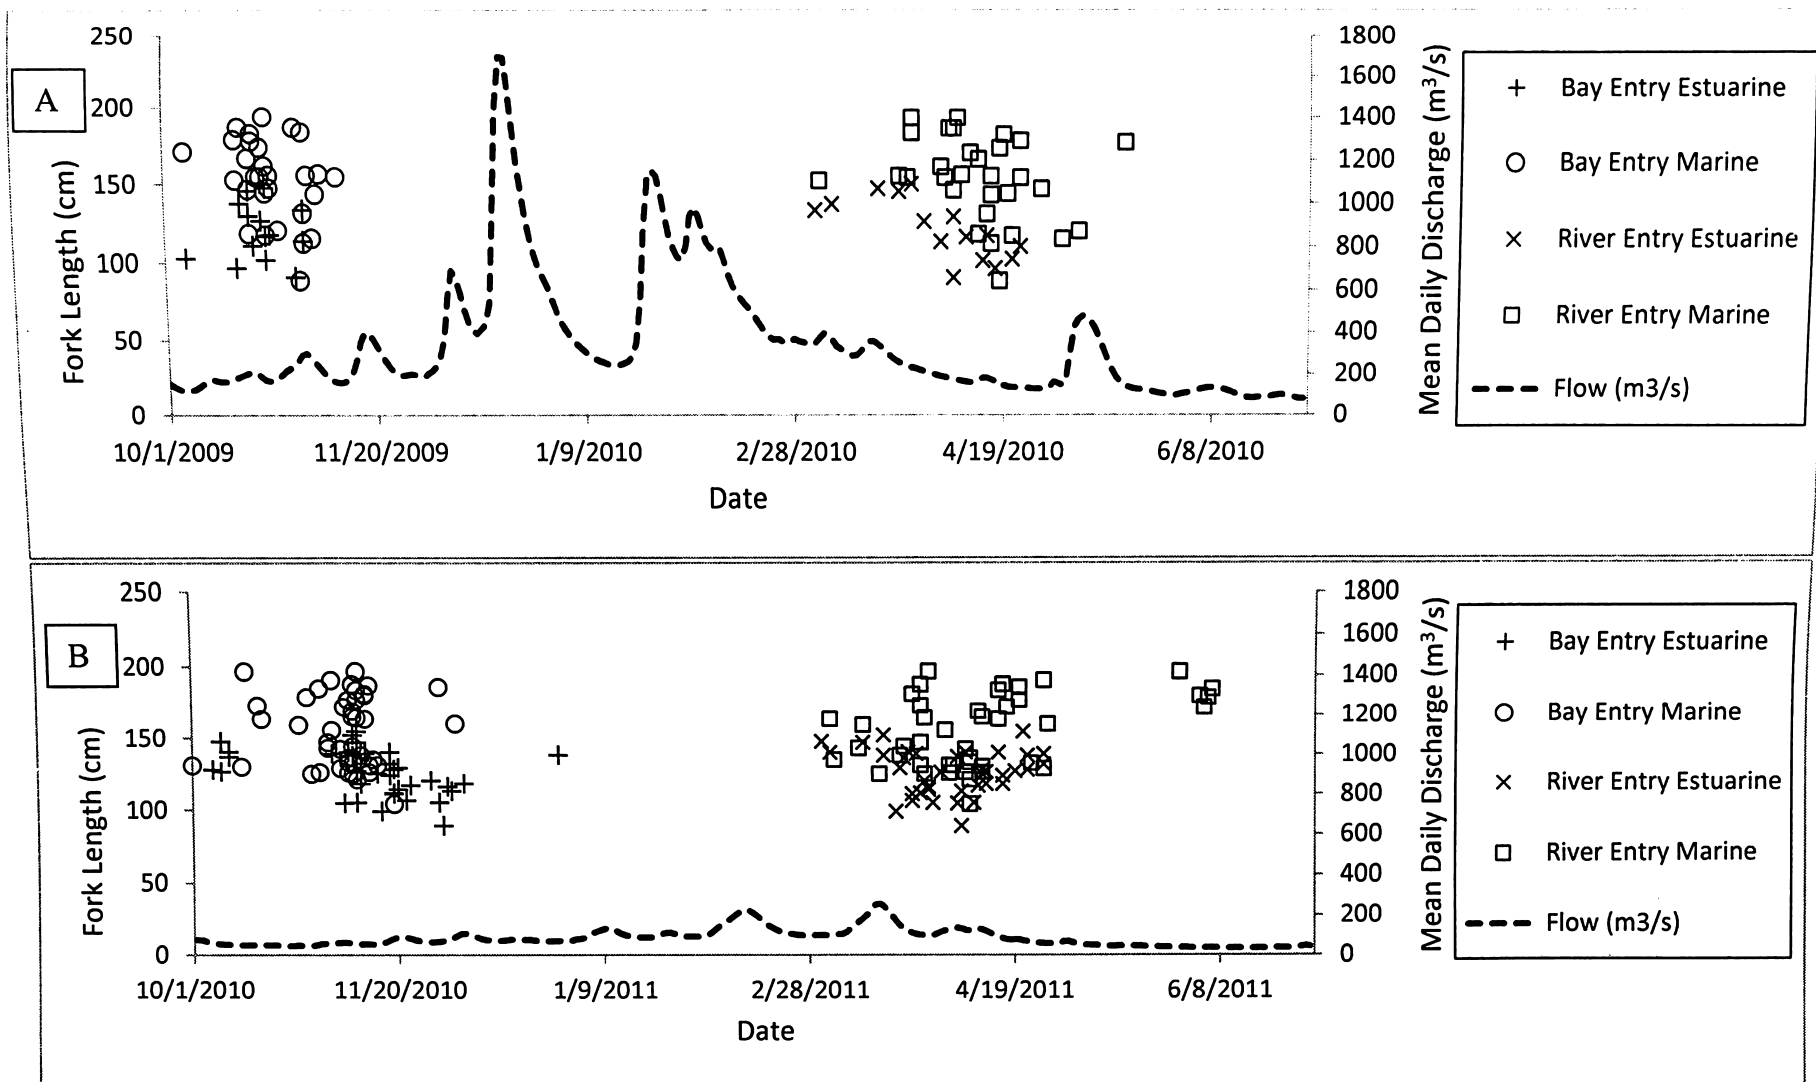 A
250
200
150
100
50
0
Fork Length (cm)
1800
1600
1400
1200
1000
800
600
400
200
0
Mean Daily Discharge (m³/s)
10/1/2009 11/20/2009 1/9/2010 2/28/2010 4/19/2010 6/8/2010
Date
Bay Entry Estuarine
Bay Entry Marine
River Entry Estuarine
River Entry Marine
Flow (m3/s)
B
250
200
150
100
50
0
Fork Length (cm)
1800
1600
1400
1200
1000
800
600
400
200
0
Mean Daily Discharge (m³/s)
10/1/2010 11/20/2010 1/9/2011 2/28/2011 4/19/2011 6/8/2011
Date
Bay Entry Estuarine
Bay Entry Marine
River Entry Estuarine
River Entry Marine
Flow (m3/s)